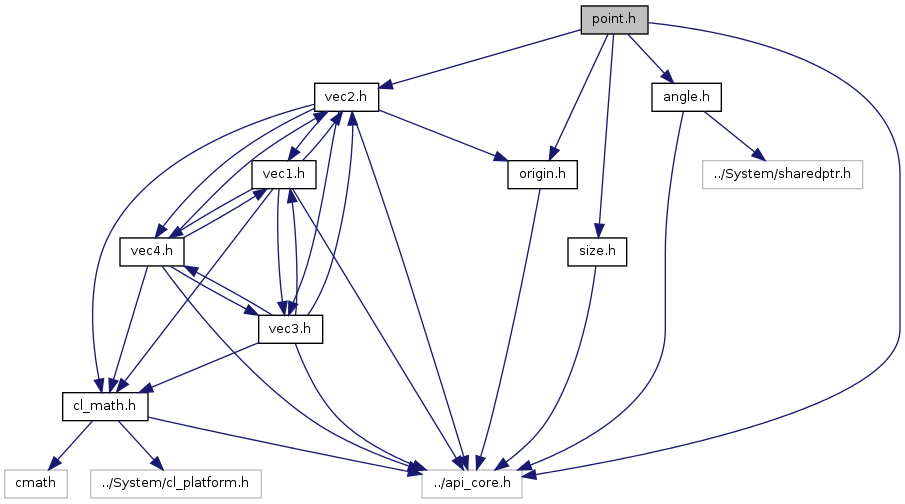 point.h
vec2.h
angle.h
vec1.h
origin.h
../System/sharedptr.h
vec4.h
size.h
vec3.h
cl_math.h
cmath
../System/cl_platform.h
../api_core.h